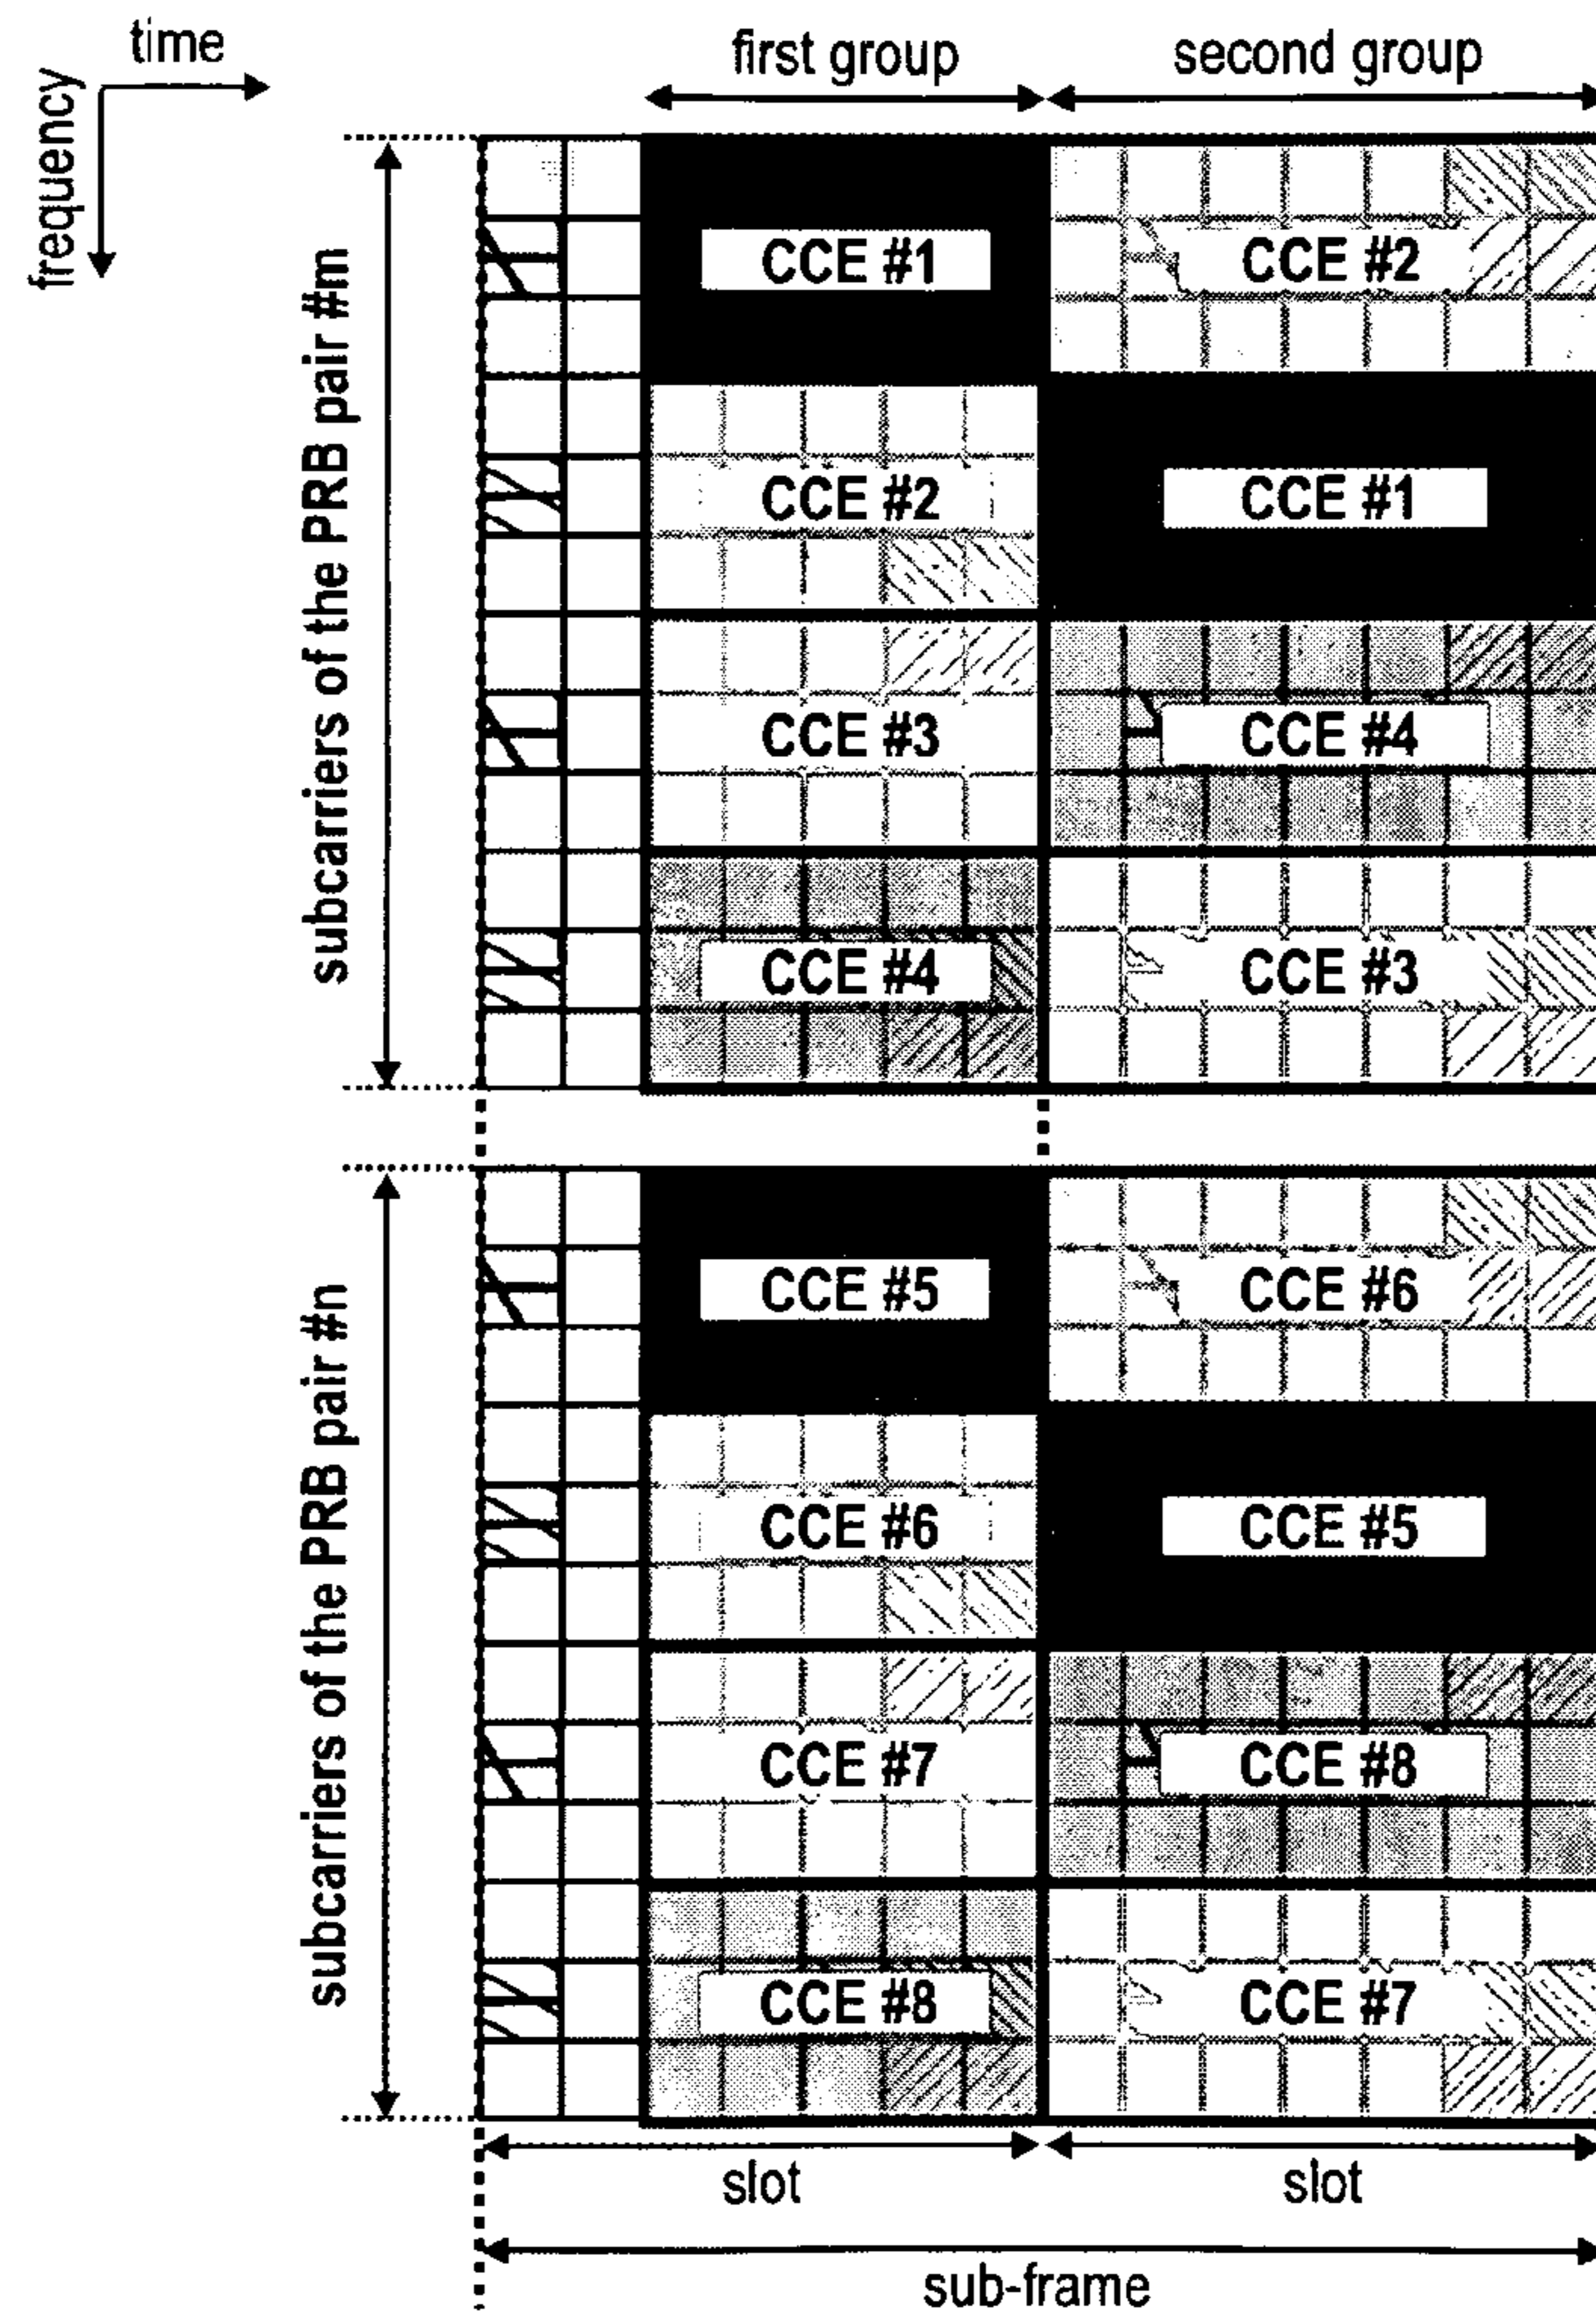 time
first group
second group
frequency
subcarriers of the PRB pair #m
CCE #1
CCE #2
CCE #2
CCE #1
CCE #3
CCE #4
CCE #4
CCE #3
subcarriers of the PRB pair #n
CCE #5
CCE #6
CCE #6
CCE #5
CCE #7
CCE #8
CCE #8
CCE #7
slot
slot
sub-frame